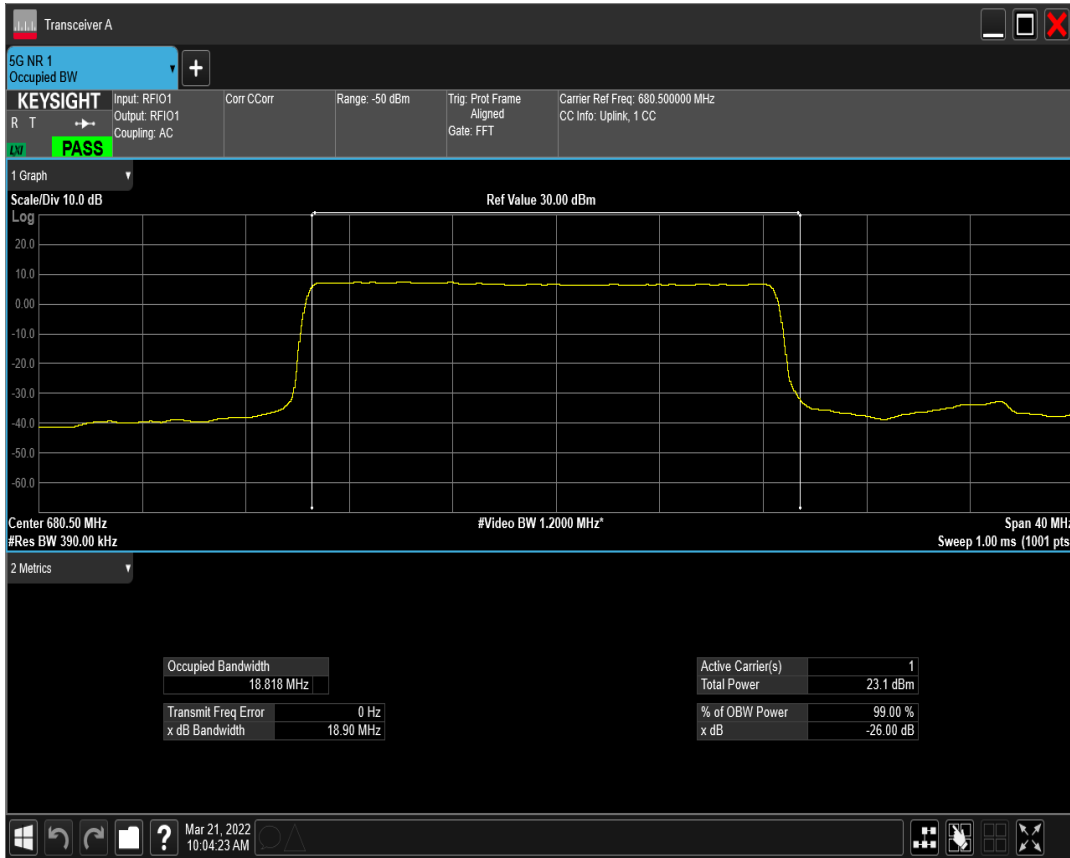 Transceiver A
5G NR 1
Occupied BW
KEYSIGHT
R T
LXI
PASS
Input: RFIO1
Output: RFIO1
Coupling: AC
Corr CCorr
Range: -50 dBm
Trig: Prot Frame
Aligned
Gate: FFT
Carrier Ref Freq: 680.500000 MHz
CC Info: Uplink, 1 CC
1 Graph
Scale/Div 10.0 dB
Ref Value 30.00 dBm
Log
20.0
10.0
0.00
-10.0
-20.0
-30.0
-40.0
-50.0
-60.0
Center 680.50 MHz
#Video BW 1.2000 MHz*
Span 40 MHz
#Res BW 390.00 kHz
Sweep 1.00 ms (1001 pts
2 Metrics
Occupied Bandwidth
18.818 MHz
Transmit Freq Error 0 Hz
x dB Bandwidth 18.90 MHz
Active Carrier(s) 1
Total Power 23.1 dBm
% of OBW Power 99.00 %
x dB -26.00 dB
?
Mar 21, 2022
10:04:23 AM